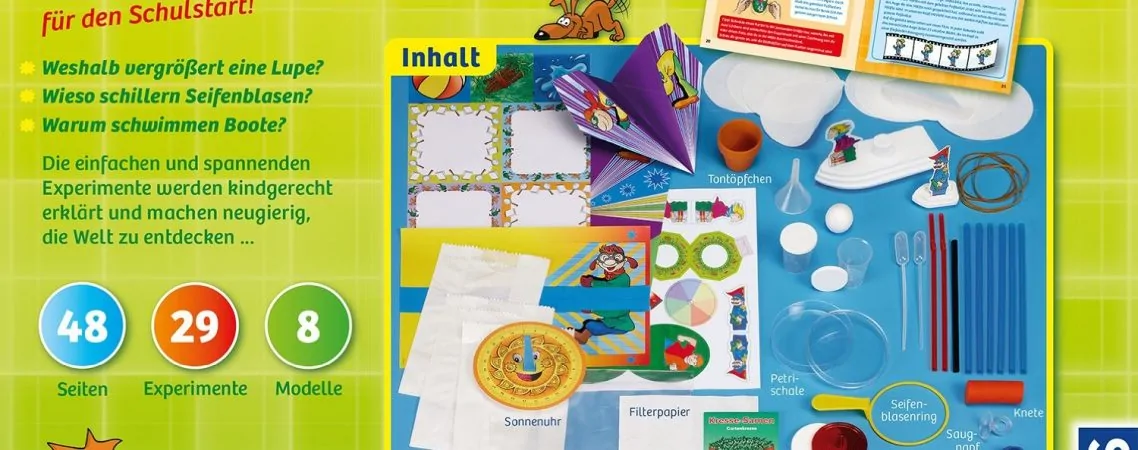 für den Schulstart!
Weshalb vergrößert eine Lupe?
Wieso schillern Seifenblasen?
Warum schwimmen Boote?
Die einfachen und spannenden
Experimente werden kindgerecht
erklärt und machen neugierig,
die Welt zu entdecken ...
48
Seiten
29
Experimente
8
Modelle
Inhalt
Tontöpfchen
Petri-
schale
Seifen-
blasenring
Knete
Saug-
napf
Sonnenuhr
Filterpapier
Kresse-Samen
Gartenkresse